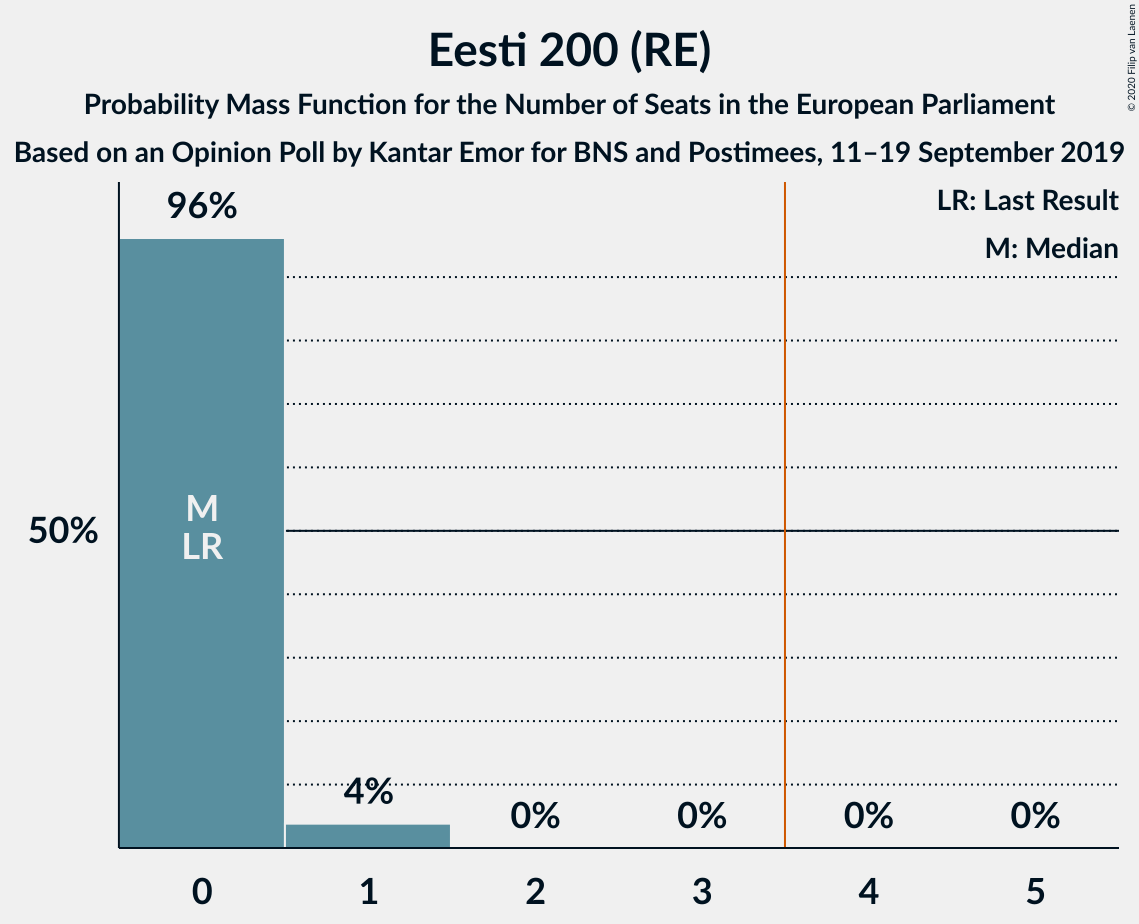 Eesti 200 (RE)
Probability Mass Function for the Number of Seats in the European Parliament
Based on an Opinion Poll by Kantar Emor for BNS and Postimees, 11–19 September 2019
© 2020 Filip van Laenen
LR: Last Result
M: Median
96%
M
LR
50%
4%
0%
0%
0%
0%
0
1
2
3
4
5